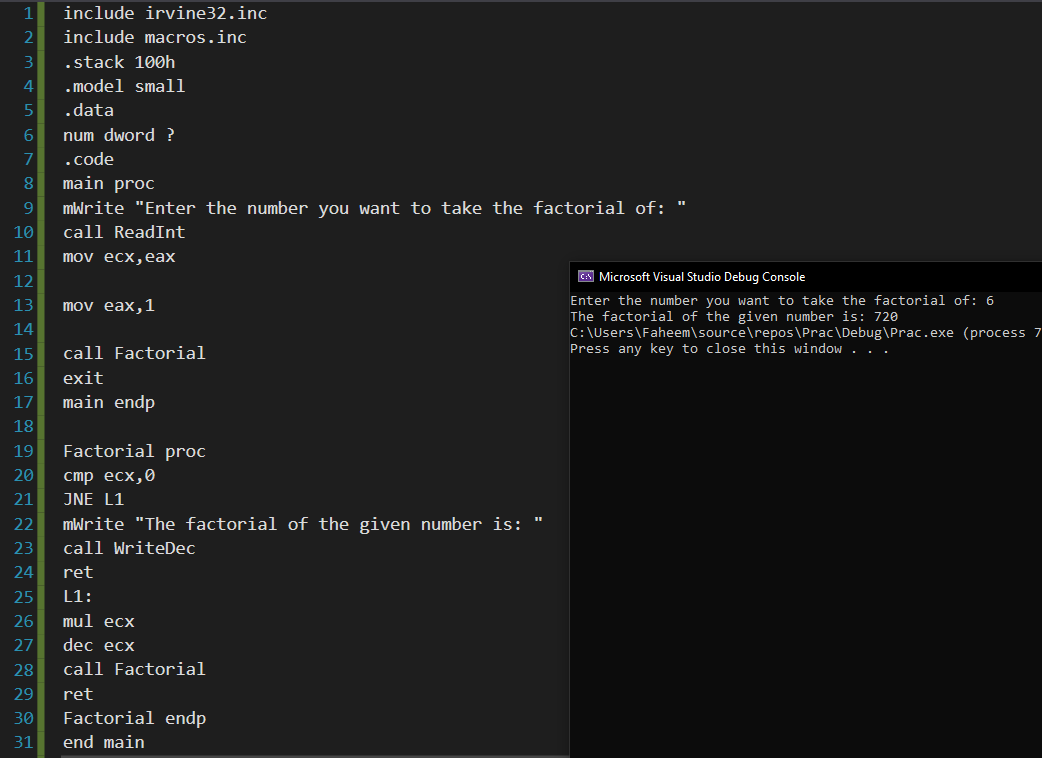 1 include irvine32.inc
2 include macros.inc
3 .stack 100h
4 .model small
5 .data
6 num dword ?
7 .code
8 main proc
9 mWrite "Enter the number you want to take the factorial of: "
10 call ReadInt
11 mov ecx,eax
12
13 mov eax,1
14
15 call Factorial
16 exit
17 main endp
18
19 Factorial proc
20 cmp ecx,0
21 JNE L1
22 mWrite "The factorial of the given number is: "
23 call WriteDec
24 ret
25 L1:
26 mul ecx
27 dec ecx
28 call Factorial
29 ret
30 Factorial endp
31 end main
C:\ Microsoft Visual Studio Debug Console
Enter the number you want to take the factorial of: 6
The factorial of the given number is: 720
C:\Users\Faheem\source\repos\Prac\Debug\Prac.exe (process 7
Press any key to close this window . . .